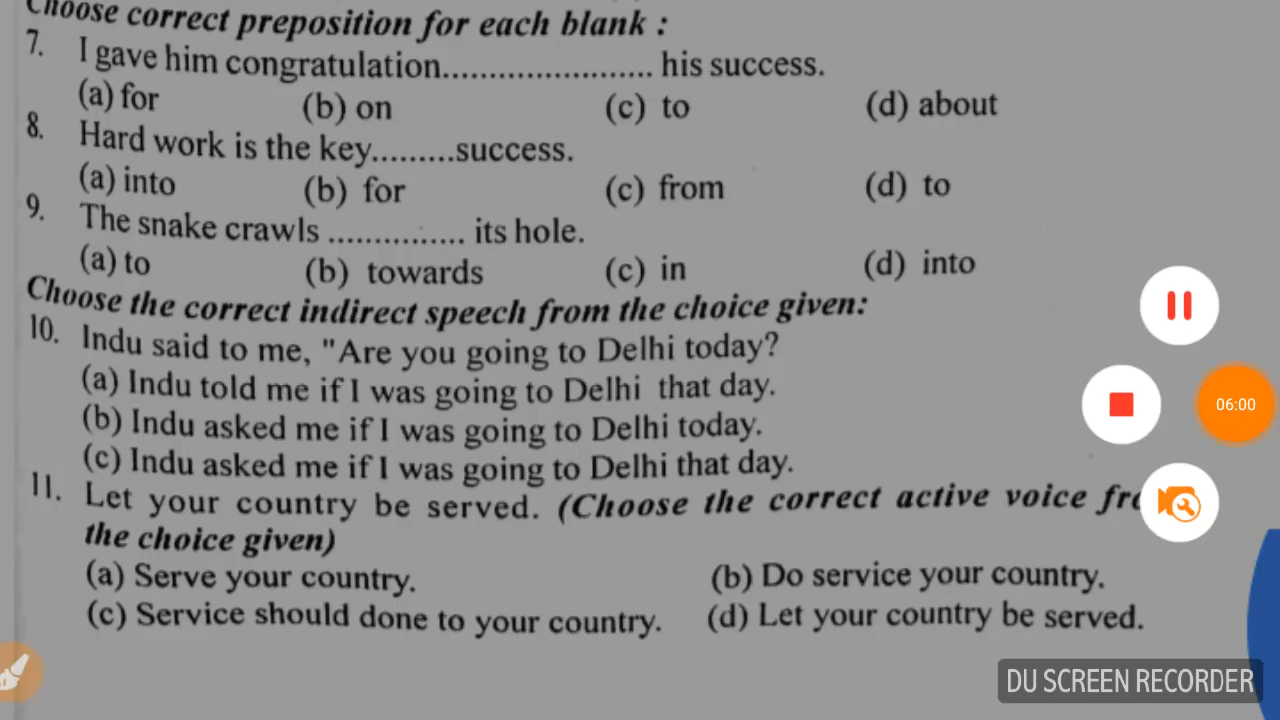 Choose correct preposition for each blank :
7. I gave him congratulation....................... his success.
(a) for (b) on (c) to (d) about
8. Hard work is the key.........success.
(a) into (b) for (c) from (d) to
9. The snake crawls ............... its hole.
(a) to (b) towards (c) in (d) into
Choose the correct indirect speech from the choice given:
10. Indu said to me, "Are you going to Delhi today?
(a) Indu told me if I was going to Delhi that day.
(b) Indu asked me if I was going to Delhi today.
(c) Indu asked me if I was going to Delhi that day.
11. Let your country be served. (Choose the correct active voice fro
the choice given)
(a) Serve your country. (b) Do service your country.
(c) Service should done to your country. (d) Let your country be served.
06:00
DU SCREEN RECORDER